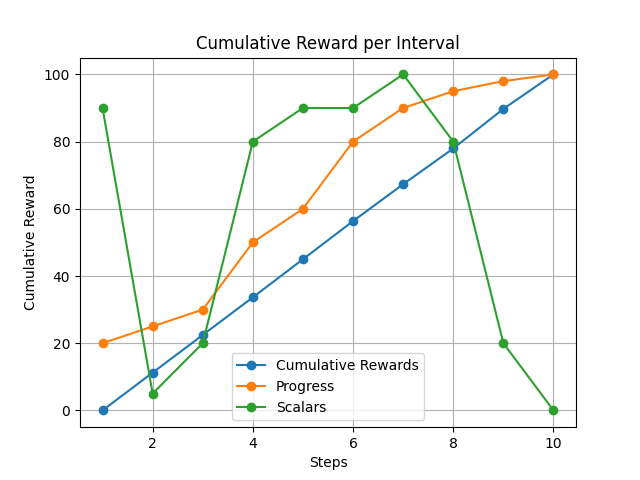 Cumulative Reward per Interval
Cumulative Reward
100
80
60
40
20
0
Cumulative Rewards
Progress
Scalars
2 4 6 8 10
Steps